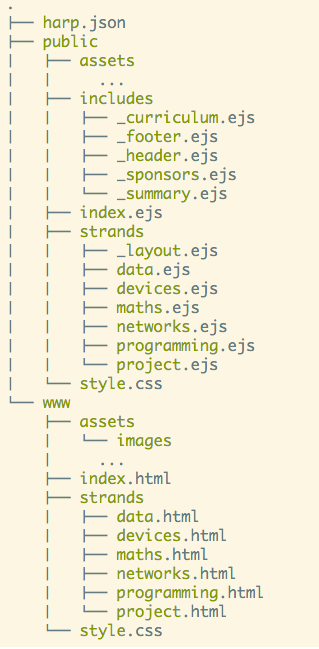 .
├── harp.json
├── public
│   ├── assets
│   │     ...
│   ├── includes
│   │   ├── _curriculum.ejs
│   │   ├── _footer.ejs
│   │   ├── _header.ejs
│   │   ├── _sponsors.ejs
│   │   └── _summary.ejs
│   ├── index.ejs
│   ├── strands
│   │   ├── _layout.ejs
│   │   ├── data.ejs
│   │   ├── devices.ejs
│   │   ├── maths.ejs
│   │   ├── networks.ejs
│   │   ├── programming.ejs
│   │   └── project.ejs
│   └── style.css
└── www
    ├── assets
    │   └── images
    │     ...
    ├── index.html
    ├── strands
    │   ├── data.html
    │   ├── devices.html
    │   ├── maths.html
    │   ├── networks.html
    │   ├── programming.html
    │   └── project.html
    └── style.css